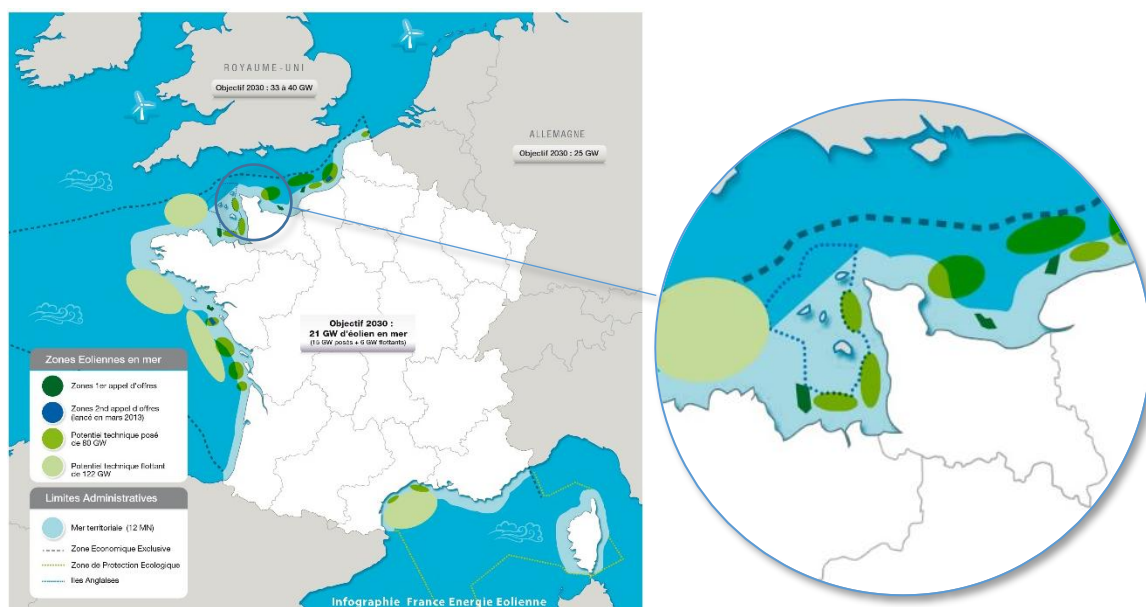 ROYAUME-UNI
Objectif 2030 : 33 à 40 GW
ALLEMAGNE
Objectif 2030 : 25 GW
Objectif 2030 :
21 GW d'éolien en mer
(15 GW posés + 6 GW flottants)
Zones Eoliennes en mer
Zones 1er appel d'offres
Zones 2nd appel d'offres
(lancé en mars 2013)
Potentiel technique posé
de 80 GW
Potentiel technique flottant
de 122 GW
Limites Administratives
Mer territoriale (12 MN)
Zone Economique Exclusive
Zone de Protection Ecologique
Iles Anglaises
Infographie France Energie Eolienne